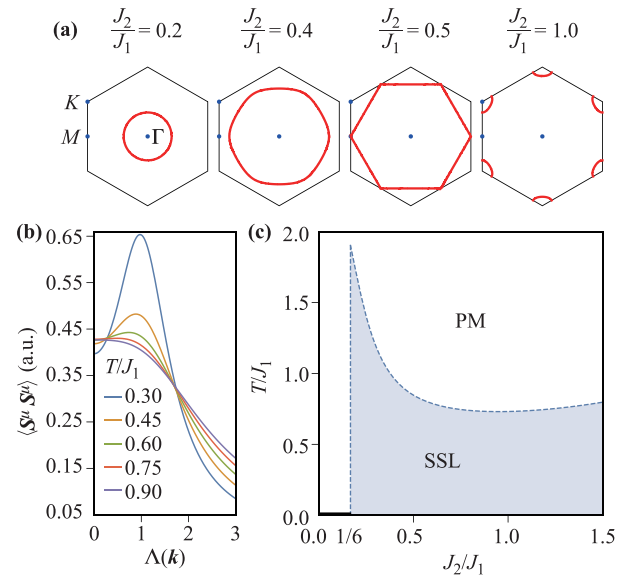 (a) J2/J1 = 0.2 J2/J1 = 0.4 J2/J1 = 0.5 J2/J1 = 1.0
K
M Γ
(b)
0.65
0.55
0.45
0.35
0.25
0.15
0.05
⟨S^μ S^μ⟩ (a.u.)
T/J1
0.30
0.45
0.60
0.75
0.90
0 1 2 3
Λ(k)
(c)
2.0
1.5
1.0
0.5
0.0
T/J1
PM
SSL
0.0 1/6 0.5 1.0 1.5
J2/J1